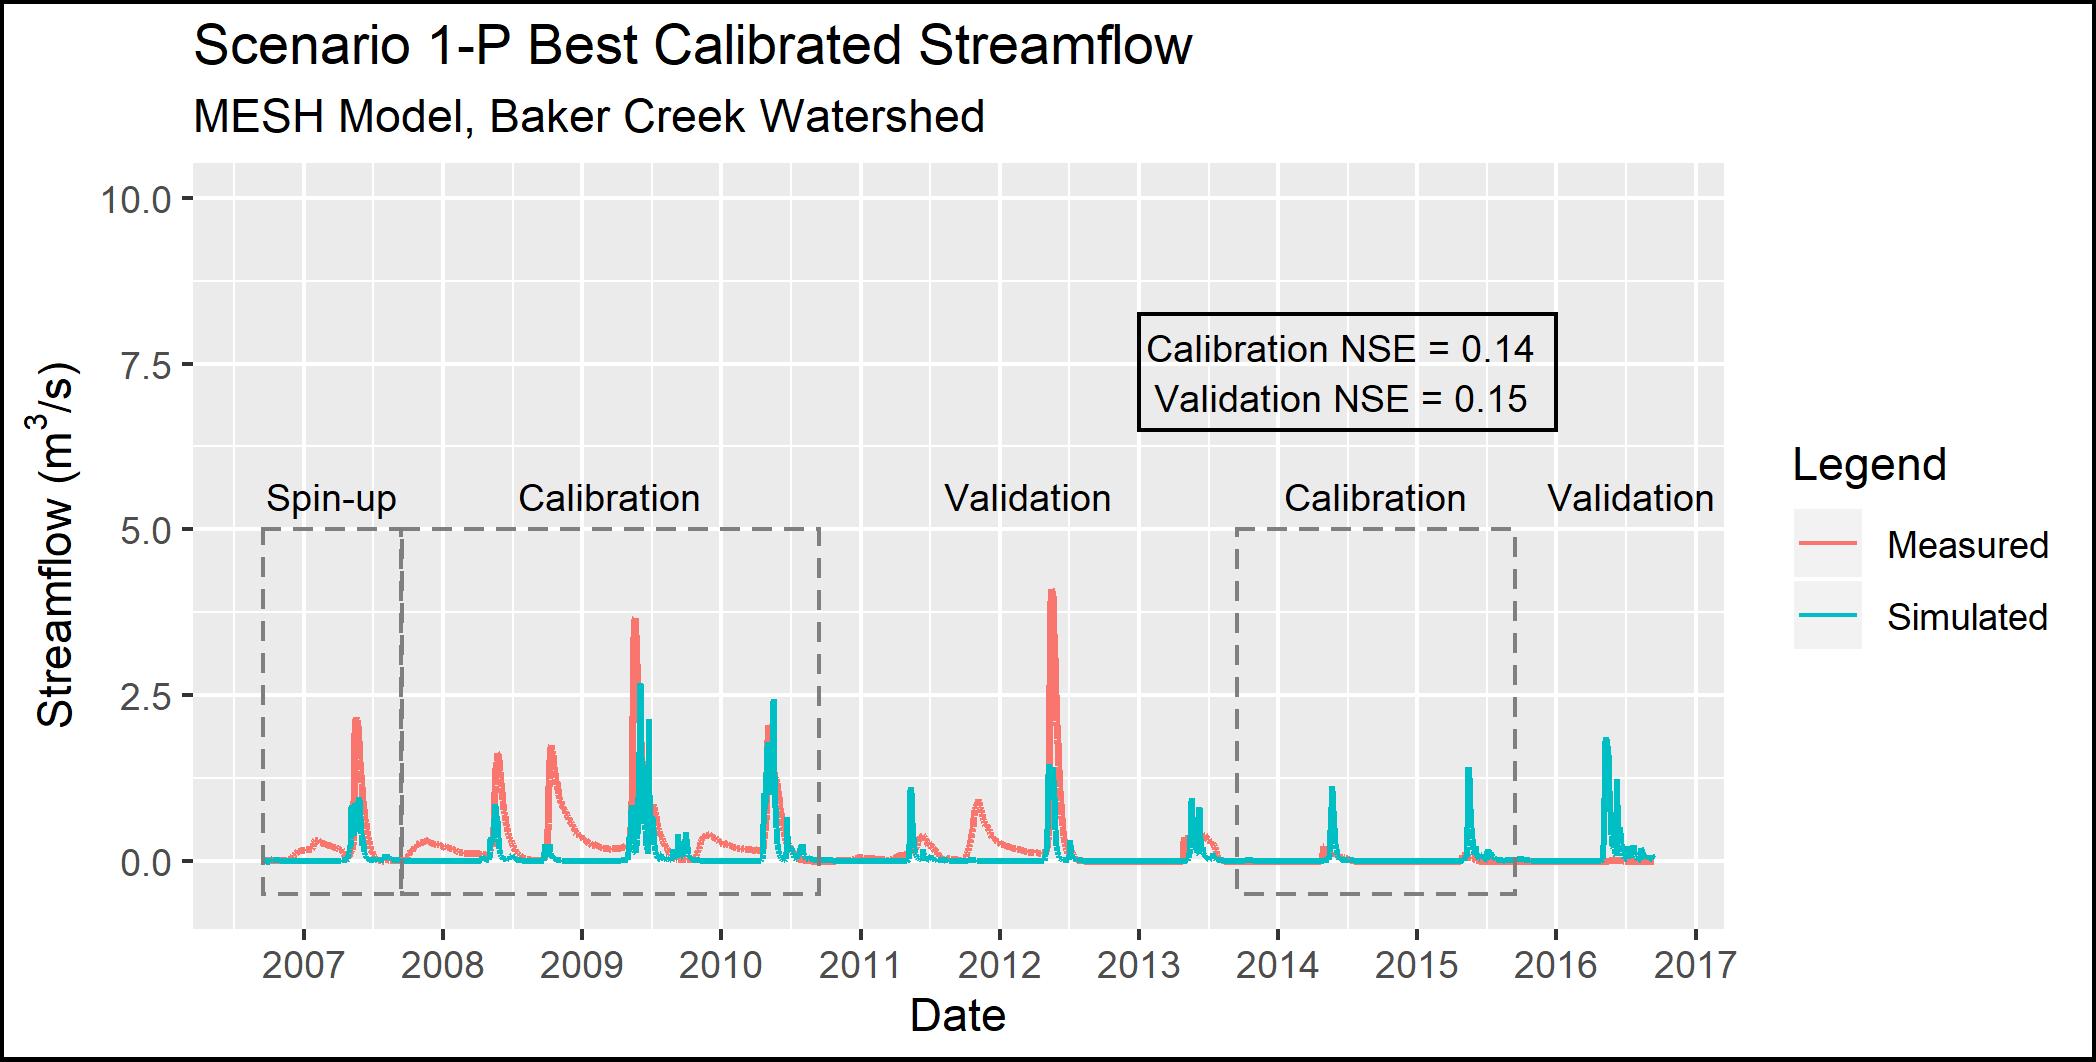 Scenario 1-P Best Calibrated Streamflow
MESH Model, Baker Creek Watershed
Streamflow (m³/s)
10.0
7.5
5.0
2.5
0.0
Calibration NSE = 0.14
Validation NSE = 0.15
Spin-up Calibration Validation Calibration Validation
2007 2008 2009 2010 2011 2012 2013 2014 2015 2016 2017
Date
Legend
Measured
Simulated